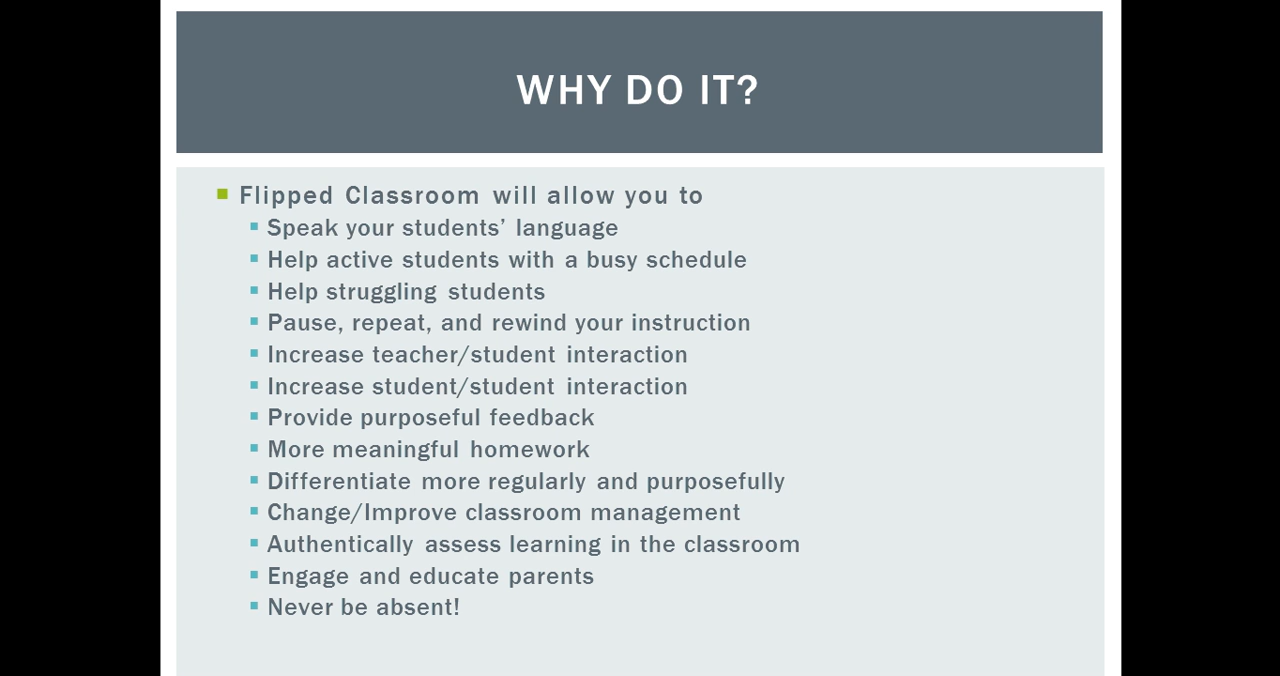 WHY DO IT?
Flipped Classroom will allow you to
Speak your students’ language
Help active students with a busy schedule
Help struggling students
Pause, repeat, and rewind your instruction
Increase teacher/student interaction
Increase student/student interaction
Provide purposeful feedback
More meaningful homework
Differentiate more regularly and purposefully
Change/Improve classroom management
Authentically assess learning in the classroom
Engage and educate parents
Never be absent!